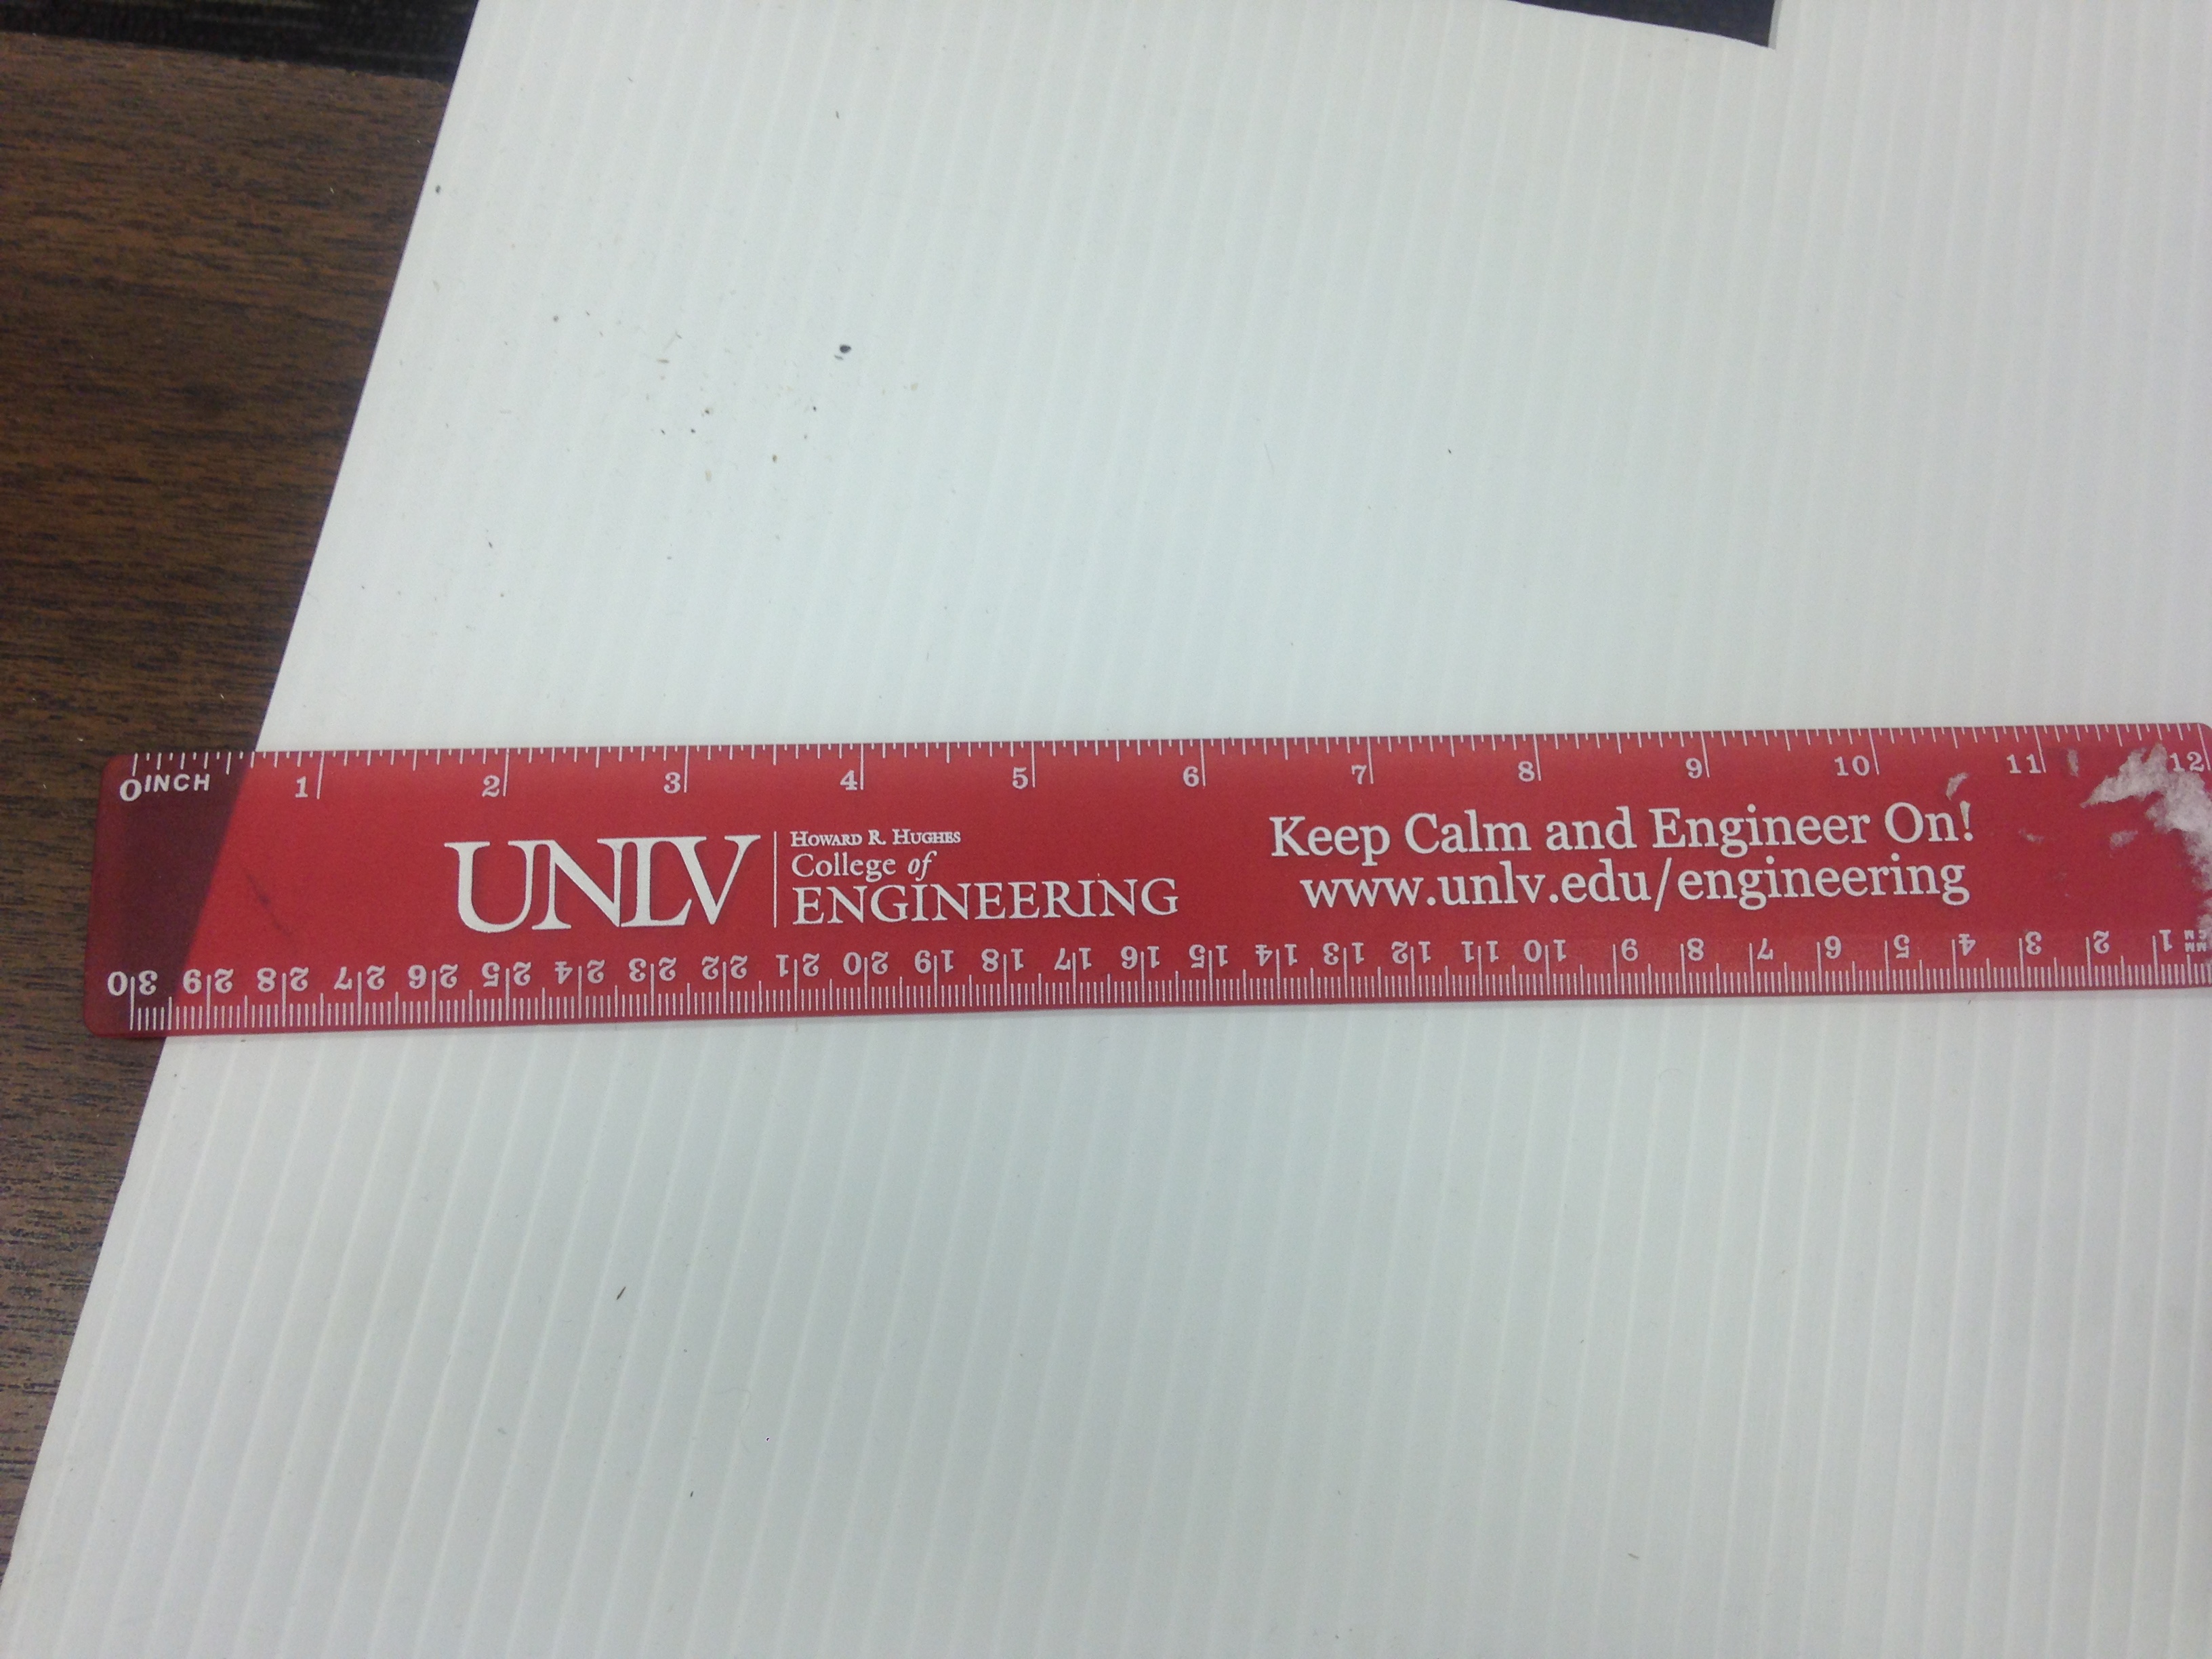 0 INCH 1 2 3 4 5 6 7 8 9 10 11 12
UNLV
HOWARD R. HUGHES
College of
ENGINEERING
Keep Calm and Engineer On!
www.unlv.edu/engineering
30 29 28 27 26 25 24 23 22 21 20 19 18 17 16 15 14 13 12 11 10 9 8 7 6 5 4 3 2 1